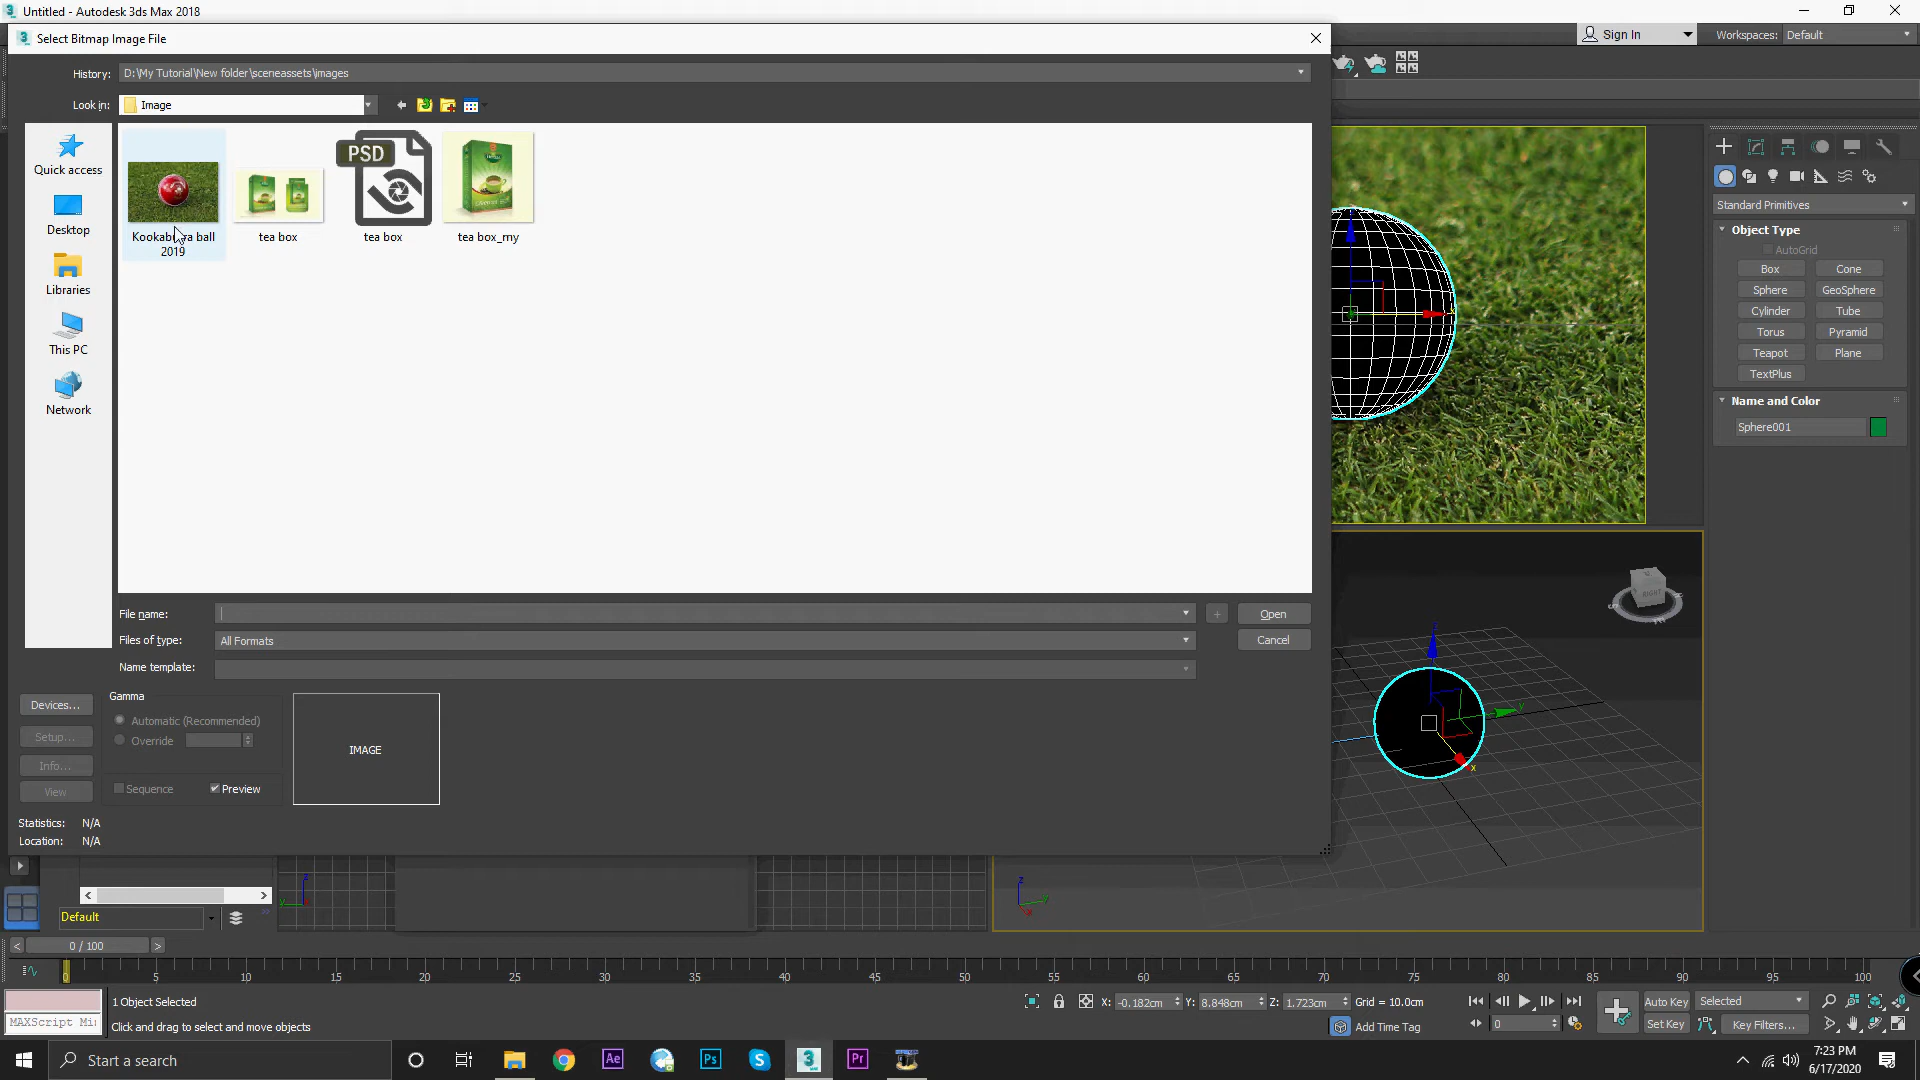 Untitled - Autodesk 3ds Max 2018
Select Bitmap Image File
Sign In
Workspaces: Default
History: D:\My Tutorial\New folder\sceneassets\images
Look in: Image
Quick access
Desktop
Libraries
This PC
Network
PSD
Kookaburra ball 2019
tea box
tea box
tea box_my
Standard Primitives
Object Type
AutoGrid
Box Cone
Sphere GeoSphere
Cylinder Tube
Torus Pyramid
Teapot Plane
TextPlus
Name and Color
Sphere001
File name: Open
Files of type: All Formats Cancel
Name template:
Gamma
Devices...
Automatic (Recommended)
Setup...
Override
Info...
IMAGE
View
Sequence Preview
Statistics: N/A
Location: N/A
RIGHT
z
y
x
z
y
z
y
x
Default
0 / 100
0 5 10 15 20 25 30 35 40 45 50 55 60 65 70 75 80 85 90 95 100
1 Object Selected
X: -0.182cm Y: 8.848cm Z: 1.723cm Grid = 10.0cm
Auto Key Selected
MAXScript Mi
Click and drag to select and move objects
Add Time Tag
0
Set Key Key Filters...
Start a search
Ae
Ps
S
3
Pr
7:23 PM
6/17/2020